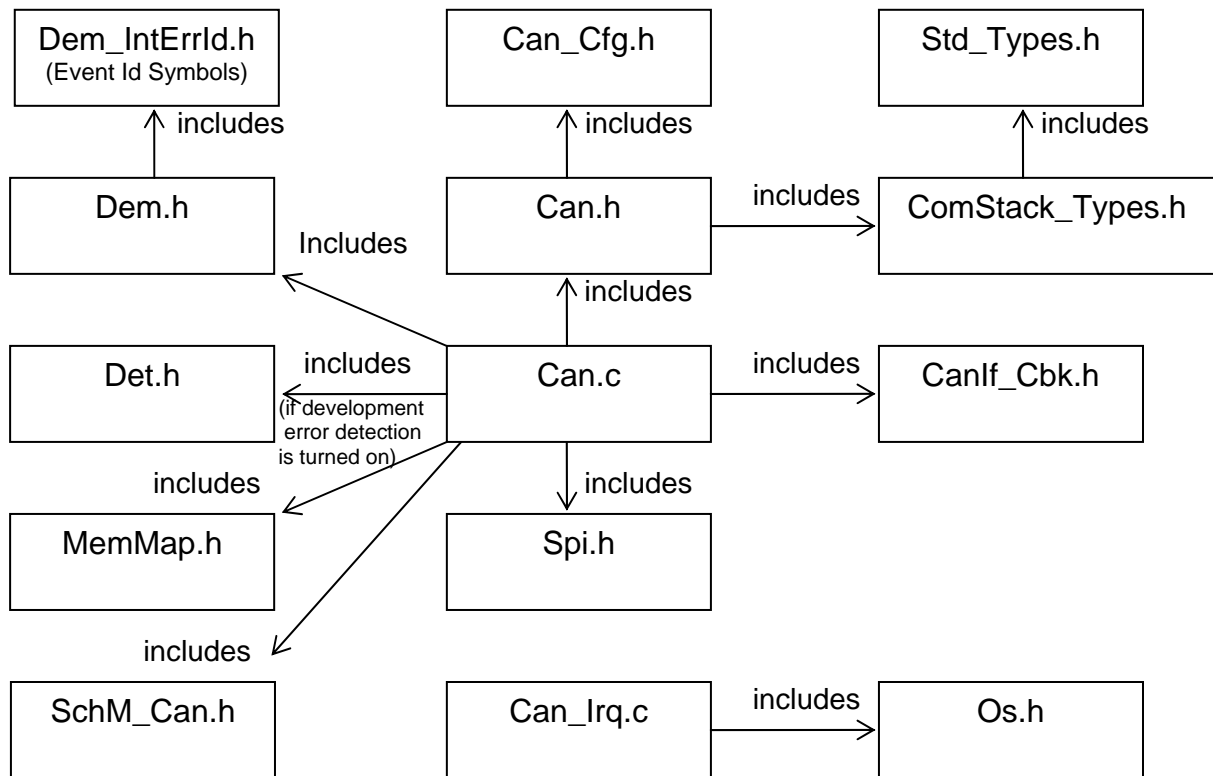 Dem_IntErrId.h
(Event Id Symbols)
Can_Cfg.h
Std_Types.h
includes
includes
includes
Dem.h
Can.h
includes
ComStack_Types.h
Includes
includes
Det.h
includes
Can.c
includes
CanIf_Cbk.h
(if development
error detection
is turned on)
includes
includes
MemMap.h
Spi.h
includes
SchM_Can.h
Can_Irq.c
includes
Os.h